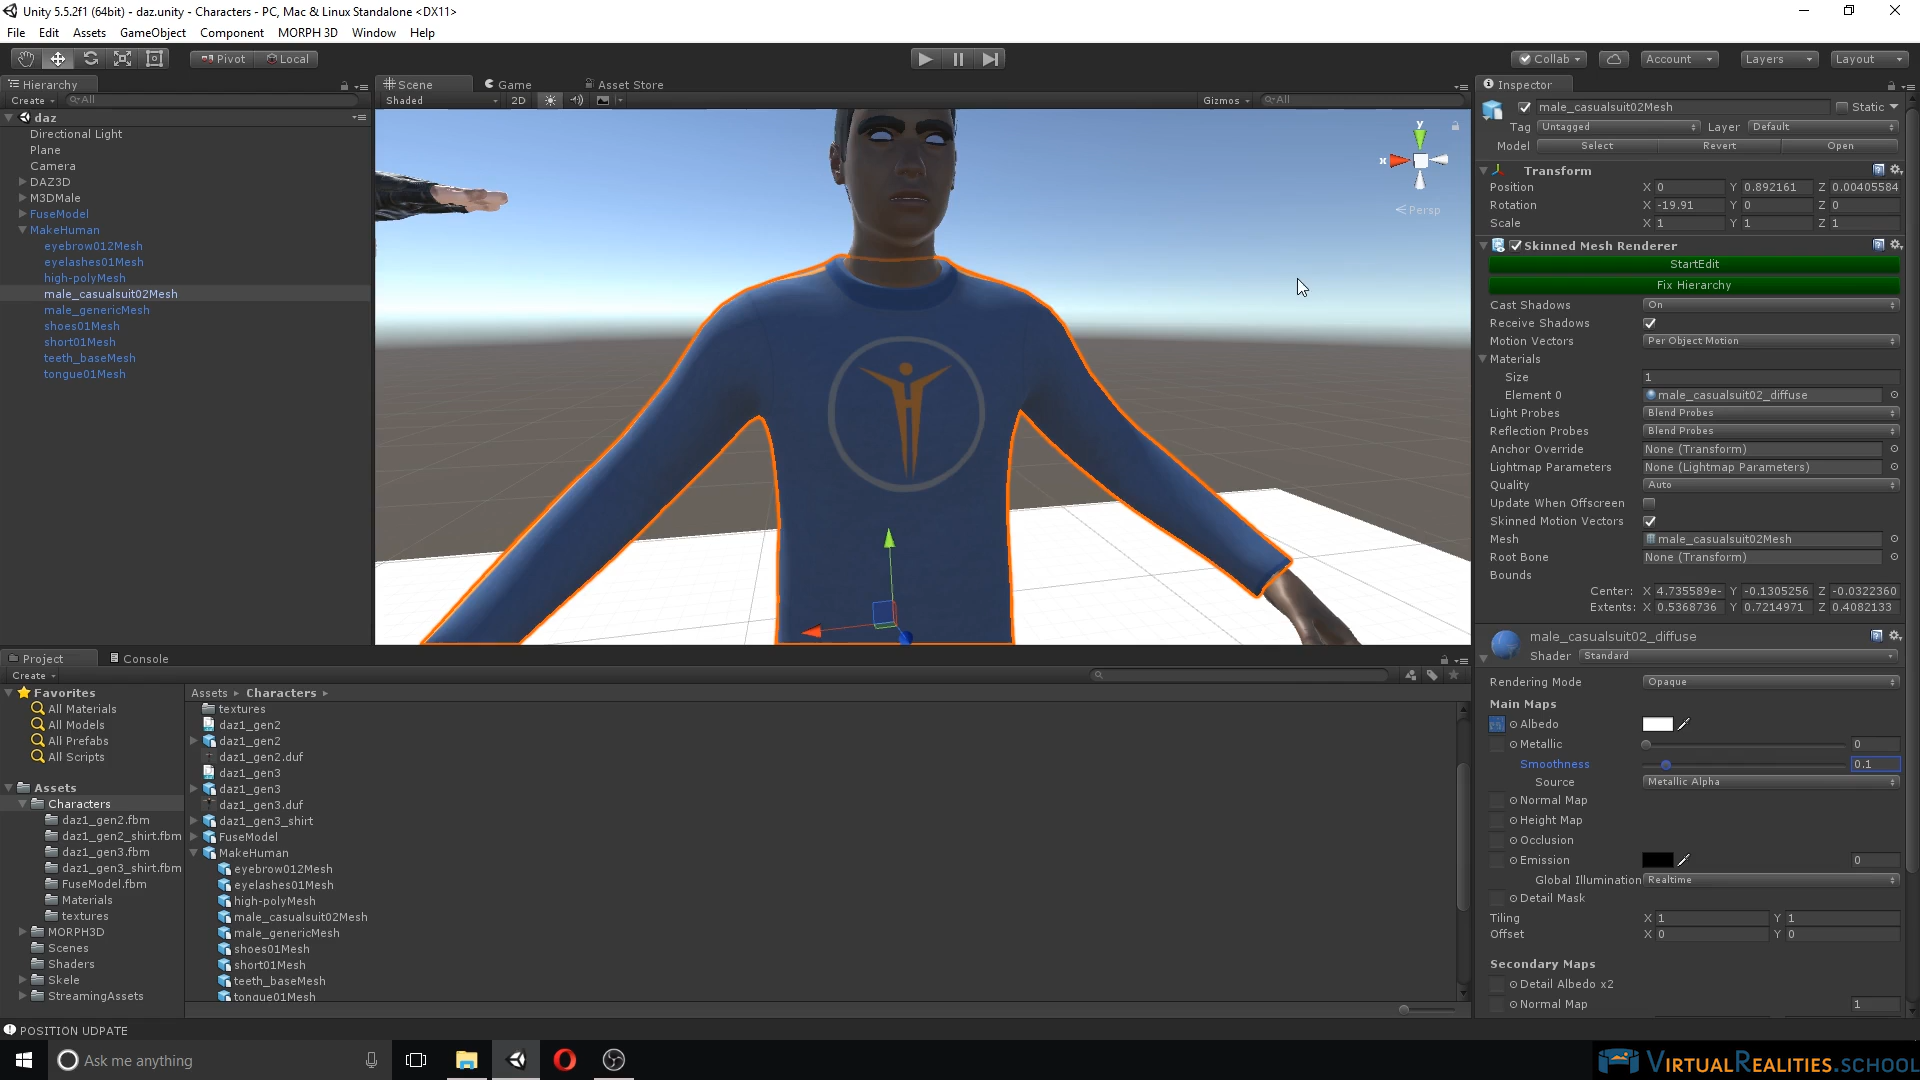 Unity 5.5.2f1 (64bit) - daz.unity - Characters - PC, Mac & Linux Standalone <DX11>
File Edit Assets GameObject Component MORPH 3D Window Help
Pivot Local Collab Account Layers Layout
Hierarchy
Create All
daz
Directional Light
Plane
Camera
DAZ3D
M3DMale
FuseModel
MakeHuman
eyebrow012Mesh
eyelashes01Mesh
high-polyMesh
male_casualsuit02Mesh
male_genericMesh
shoes01Mesh
short01Mesh
teeth_baseMesh
tongue01Mesh
Scene Game Asset Store
Shaded 2D Gizmos All
y
x
Persp
Project Console
Create
Favorites
All Materials
All Models
All Prefabs
All Scripts
Assets
Characters
daz1_gen2.fbm
daz1_gen2_shirt.fbm
daz1_gen3.fbm
daz1_gen3_shirt.fbm
FuseModel.fbm
Materials
textures
MORPH3D
Scenes
Shaders
Skele
StreamingAssets
Assets Characters
textures
daz1_gen2
daz1_gen2
daz1_gen2.duf
daz1_gen3
daz1_gen3
daz1_gen3.duf
daz1_gen3_shirt
FuseModel
MakeHuman
eyebrow012Mesh
eyelashes01Mesh
high-polyMesh
male_casualsuit02Mesh
male_genericMesh
shoes01Mesh
short01Mesh
teeth_baseMesh
tongue01Mesh
Inspector
male_casualsuit02Mesh Static
Tag Untagged Layer Default
Model Select Revert Open
Transform
Position X 0 Y 0.892161 Z 0.00405584
Rotation X -19.91 Y 0 Z 0
Scale X 1 Y 1 Z 1
Skinned Mesh Renderer
StartEdit
Fix Hierarchy
Cast Shadows On
Receive Shadows
Motion Vectors Per Object Motion
Materials
Size 1
Element 0 male_casualsuit02_diffuse
Light Probes Blend Probes
Reflection Probes Blend Probes
Anchor Override None (Transform)
Lightmap Parameters None (Lightmap Parameters)
Quality Auto
Update When Offscreen
Skinned Motion Vectors
Mesh male_casualsuit02Mesh
Root Bone None (Transform)
Bounds
Center: X 4.735589e- Y -0.1305256 Z -0.0322360
Extents: X 0.5368736 Y 0.7214971 Z 0.4082133
male_casualsuit02_diffuse
Shader Standard
Rendering Mode Opaque
Main Maps
Albedo
Metallic 0
Smoothness 0.1
Source Metallic Alpha
Normal Map
Height Map
Occlusion
Emission 0
Global Illumination Realtime
Detail Mask
Tiling X 1 Y 1
Offset X 0 Y 0
Secondary Maps
Detail Albedo x2
Normal Map 1
POSITION UDPATE
Ask me anything
VIRTUALREALITIES.SCHOOL